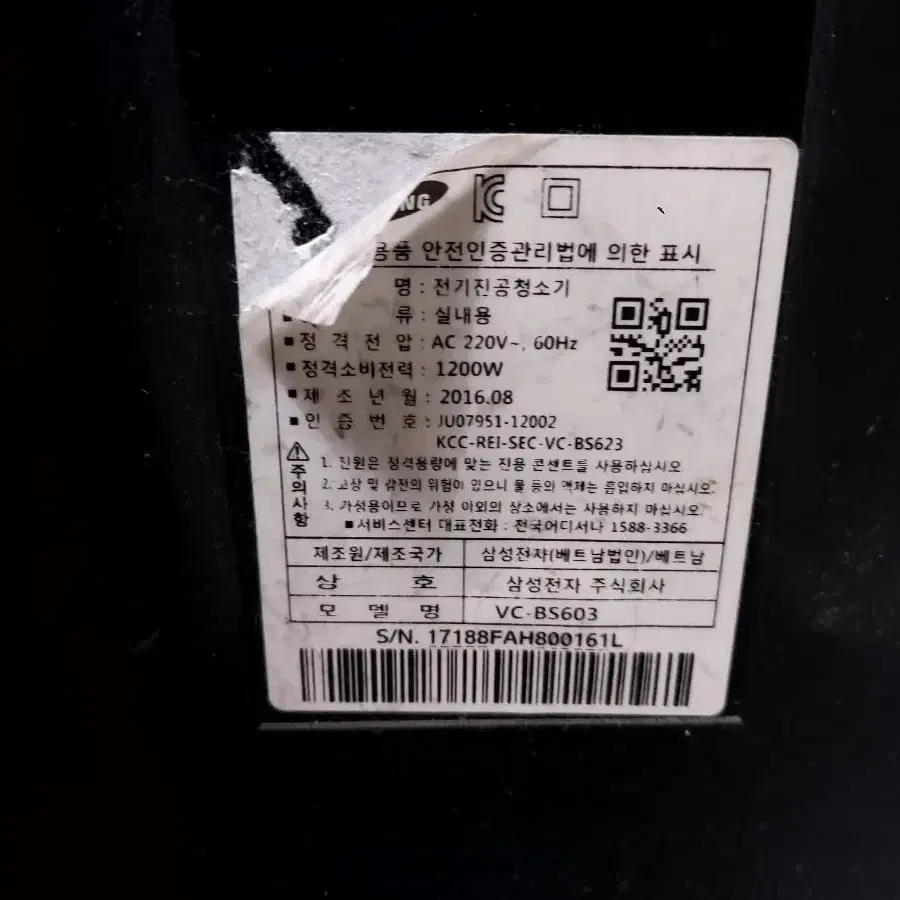 NG
용품 안전인증관리법에 의한 표시
명 : 전기진공청소기
류 : 실내용
■ 정 격 전 압 : AC 220V~, 60Hz
■ 정격소비전력 : 1200W
■ 제 조 년 월 : 2016.08
■ 인 증 번 호 : JU07951-12002
KCC-REI-SEC-VC-BS623
주의사항
1. 전원은 정격용량에 맞는 전용 콘센트를 사용하십시오
2. 고상 및 감전의 위험이 있으니 물 등의 액체는 흡입하지 마십시오.
3. 가정용이므로 가정 이외의 장소에서는 사용하지 마십시오.
■ 서비스센터 대표전화 : 전국어디서나 1588-3366
제조원/제조국가 삼성전자(베트남법인)/베트남
상 호 삼성전자 주식회사
모 델 명 VC-BS603
S/N. 17188FAH800161L